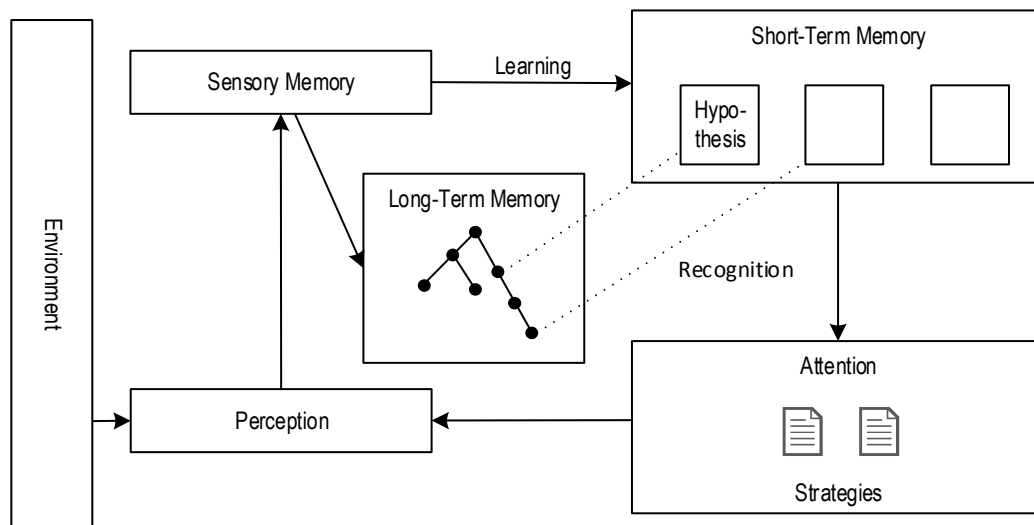 Short-Term Memory
Learning
Sensory Memory
Hypo-
thesis
Long-Term Memory
Environment
Recognition
Attention
Perception
Strategies